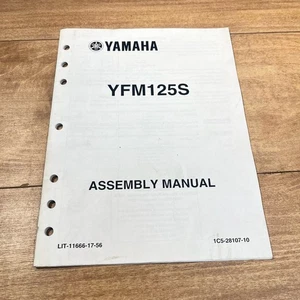 YAMAHA
YFM125S
ASSEMBLY MANUAL
LIT-11666-17-56
1C5-28107-10